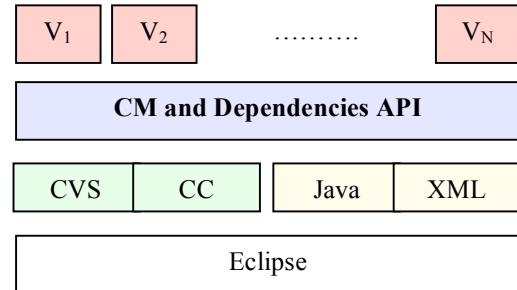 V1 V2 ………. VN
CM and Dependencies API
CVS CC Java XML
Eclipse